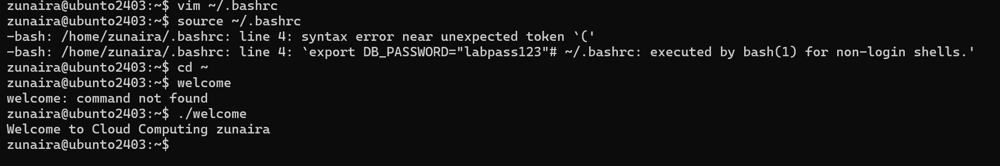 zunaira@ubunto2403:~$ vim ~/.bashrc
zunaira@ubunto2403:~$ source ~/.bashrc
-bash: /home/zunaira/.bashrc: line 4: syntax error near unexpected token `('
-bash: /home/zunaira/.bashrc: line 4: `export DB_PASSWORD="labpass123"# ~/.bashrc: executed by bash(1) for non-login shells.'
zunaira@ubunto2403:~$ cd ~
zunaira@ubunto2403:~$ welcome
welcome: command not found
zunaira@ubunto2403:~$ ./welcome
Welcome to Cloud Computing zunaira
zunaira@ubunto2403:~$